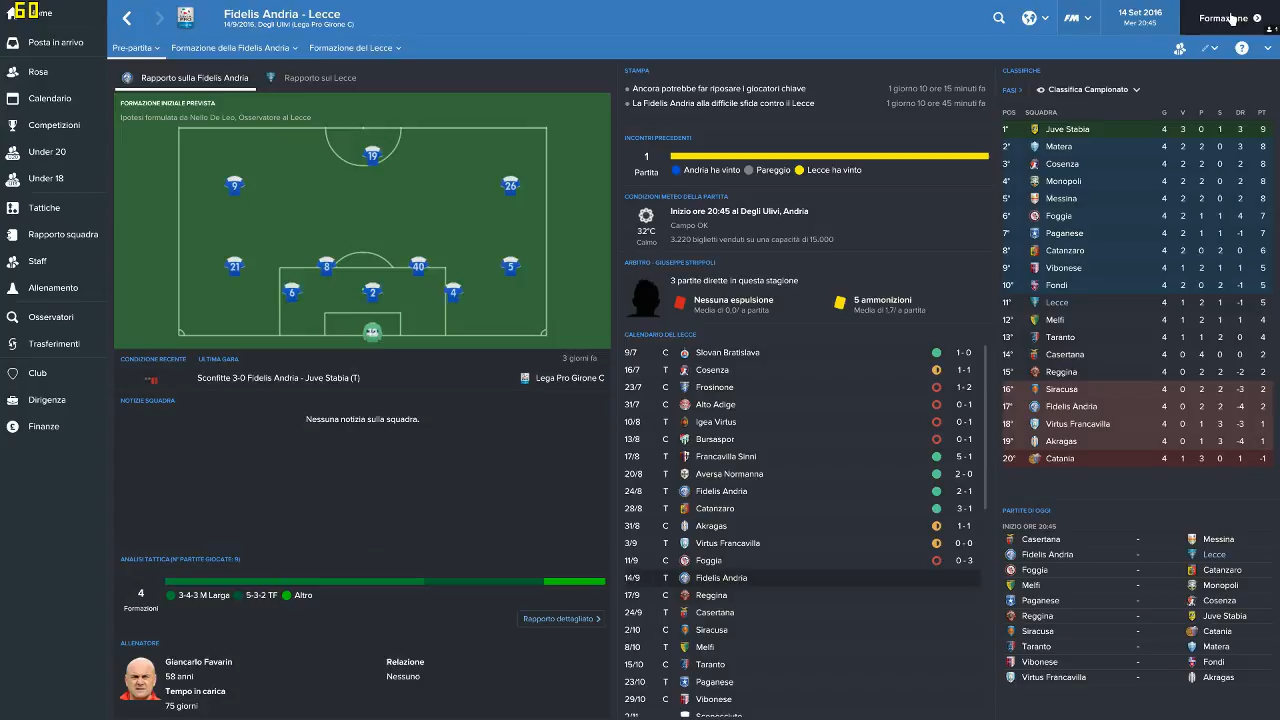 60
ome
Fidelis Andria - Lecce
14/9/2016, Degli Ulivi (Lega Pro Girone C)
FM
14 Set 2016
Mer 20:45
Formazione
1
Posta in arrivo
Rosa
Calendario
Competizioni
Under 20
Under 18
Tattiche
Rapporto squadra
Staff
Allenamento
Osservatori
Trasferimenti
Club
Dirigenza
Finanze
Pre-partita
Formazione della Fidelis Andria
Formazione del Lecce
Rapporto sulla Fidelis Andria
Rapporto sul Lecce
FORMAZIONE INIZIALE PREVISTA
Ipotesi formulata da Nello De Leo, Osservatore al Lecce
19
9
26
21
8
40
5
6
2
4
CONDIZIONE RECENTE
ULTIMA GARA
3 giorni fa
Sconfitte 3-0 Fidelis Andria - Juve Stabia (T)
Lega Pro Girone C
NOTIZIE SQUADRA
Nessuna notizia sulla squadra.
ANALISI TATTICA (N° PARTITE GIOCATE: 9)
4
Formazioni
3-4-3 M Larga
5-3-2 TF
Altro
Rapporto dettagliato
ALLENATORE
Giancarlo Favarin
58 anni
Tempo in carica
75 giorni
Relazione
Nessuno
STAMPA
Ancora potrebbe far riposare i giocatori chiave 1 giorno 10 ore 15 minuti fa
La Fidelis Andria alla difficile sfida contro il Lecce 1 giorno 10 ore 45 minuti fa
INCONTRI PRECEDENTI
1
Partita
Andria ha vinto
Pareggio
Lecce ha vinto
CONDIZIONI METEO DELLA PARTITA
32°C
Calmo
Inizio ore 20:45 al Degli Ulivi, Andria
Campo OK
3.220 biglietti venduti su una capacità di 15.000
ARBITRO - GIUSEPPE STRIPPOLI
3 partite dirette in questa stagione
Nessuna espulsione
Media di 0,0/ a partita
5 ammonizioni
Media di 1,7/ a partita
CALENDARIO DEL LECCE
9/7 C Slovan Bratislava 1 - 0
16/7 T Cosenza 1 - 1
23/7 C Frosinone 1 - 2
31/7 C Alto Adige 0 - 1
10/8 T Igea Virtus 0 - 1
13/8 C Bursaspor 0 - 1
17/8 T Francavilla Sinni 5 - 1
20/8 T Aversa Normanna 2 - 0
24/8 T Fidelis Andria 2 - 1
28/8 T Catanzaro 3 - 1
31/8 C Akragas 1 - 1
3/9 T Virtus Francavilla 0 - 0
11/9 C Foggia 0 - 3
14/9 T Fidelis Andria
17/9 C Reggina
24/9 T Casertana
2/10 C Siracusa
8/10 T Melfi
15/10 C Taranto
23/10 T Paganese
29/10 C Vibonese
2/11 C Sconosciuto
CLASSIFICHE
FASI
Classifica Campionato
POS SQUADRA G V P S DR PT
1° Juve Stabia 4 3 0 1 3 9
2° Matera 4 2 2 0 3 8
3° Cosenza 4 2 2 0 2 8
4° Monopoli 4 2 2 0 2 8
5° Messina 4 2 2 0 2 8
6° Foggia 4 2 1 1 4 7
7° Paganese 4 2 1 1 -1 7
8° Catanzaro 4 2 0 2 0 6
9° Vibonese 4 1 2 1 1 5
10° Fondi 4 1 2 1 1 5
11° Lecce 4 1 2 1 -1 5
12° Melfi 4 1 1 2 1 4
13° Taranto 4 1 1 2 0 4
14° Casertana 4 1 1 2 -1 4
15° Reggina 4 1 1 2 -2 4
16° Siracusa 4 0 2 2 -3 2
17° Fidelis Andria 4 0 2 2 -4 2
18° Virtus Francavilla 4 0 1 3 -3 1
19° Akragas 4 0 1 3 -4 1
20° Catania 4 1 3 0 1 -1
PARTITE DI OGGI
INIZIO ORE 20:45
Casertana - Messina
Fidelis Andria - Lecce
Foggia - Catanzaro
Melfi - Monopoli
Paganese - Cosenza
Reggina - Juve Stabia
Siracusa - Catania
Taranto - Matera
Vibonese - Fondi
Virtus Francavilla - Akragas